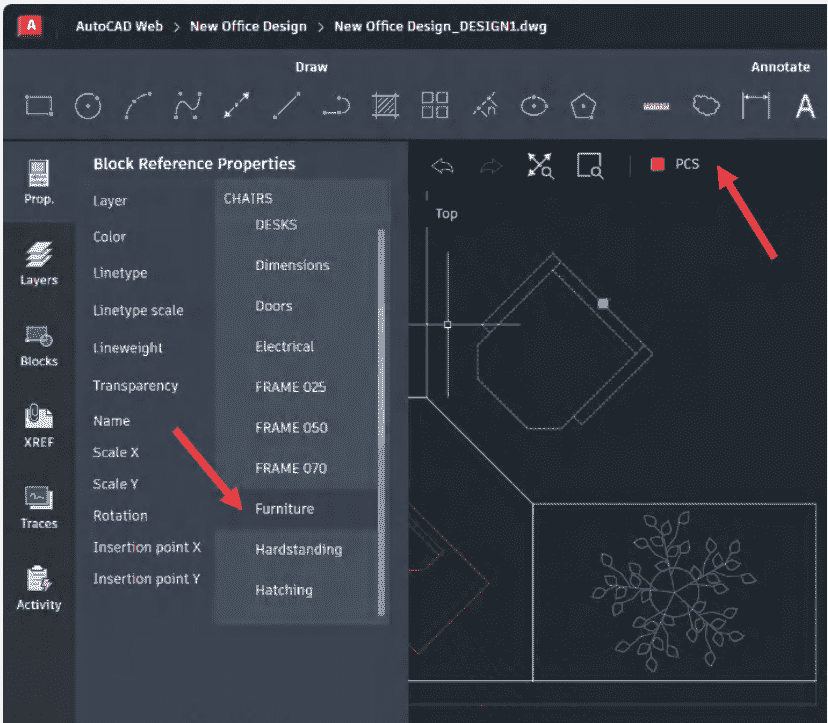 A
AutoCAD Web > New Office Design > New Office Design_DESIGN1.dwg
Draw
Annotate
A
Prop.
Layers
Blocks
XREF
Traces
Activity
Block Reference Properties
Layer
Color
Linetype
Linetype scale
Lineweight
Transparency
Name
Scale X
Scale Y
Rotation
Insertion point X
Insertion point Y
CHAIRS
DESKS
Dimensions
Doors
Electrical
FRAME 025
FRAME 050
FRAME 070
Furniture
Hardstanding
Hatching
PCS
Top